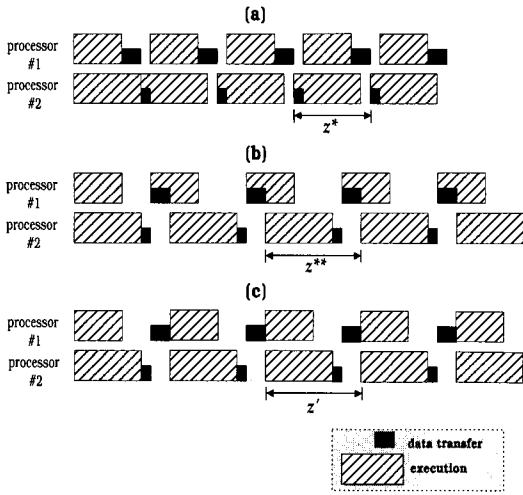 (a)
processor
#1
processor
#2
z*
(b)
processor
#1
processor
#2
z**
(c)
processor
#1
processor
#2
z'
data transfer
execution